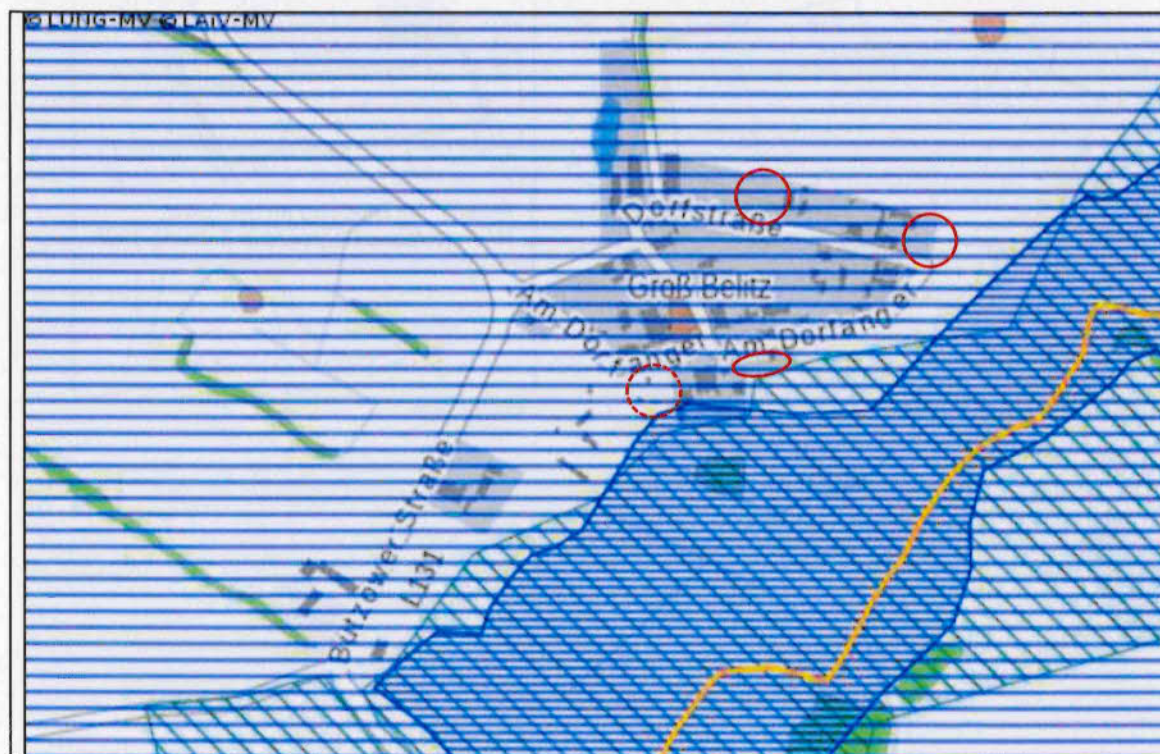 © LUNG-MV © LAiV-MV
Dorfstraße
Groß Belitz
Am Dorfanger
Am Dorfanger
Bützower Straße
L131